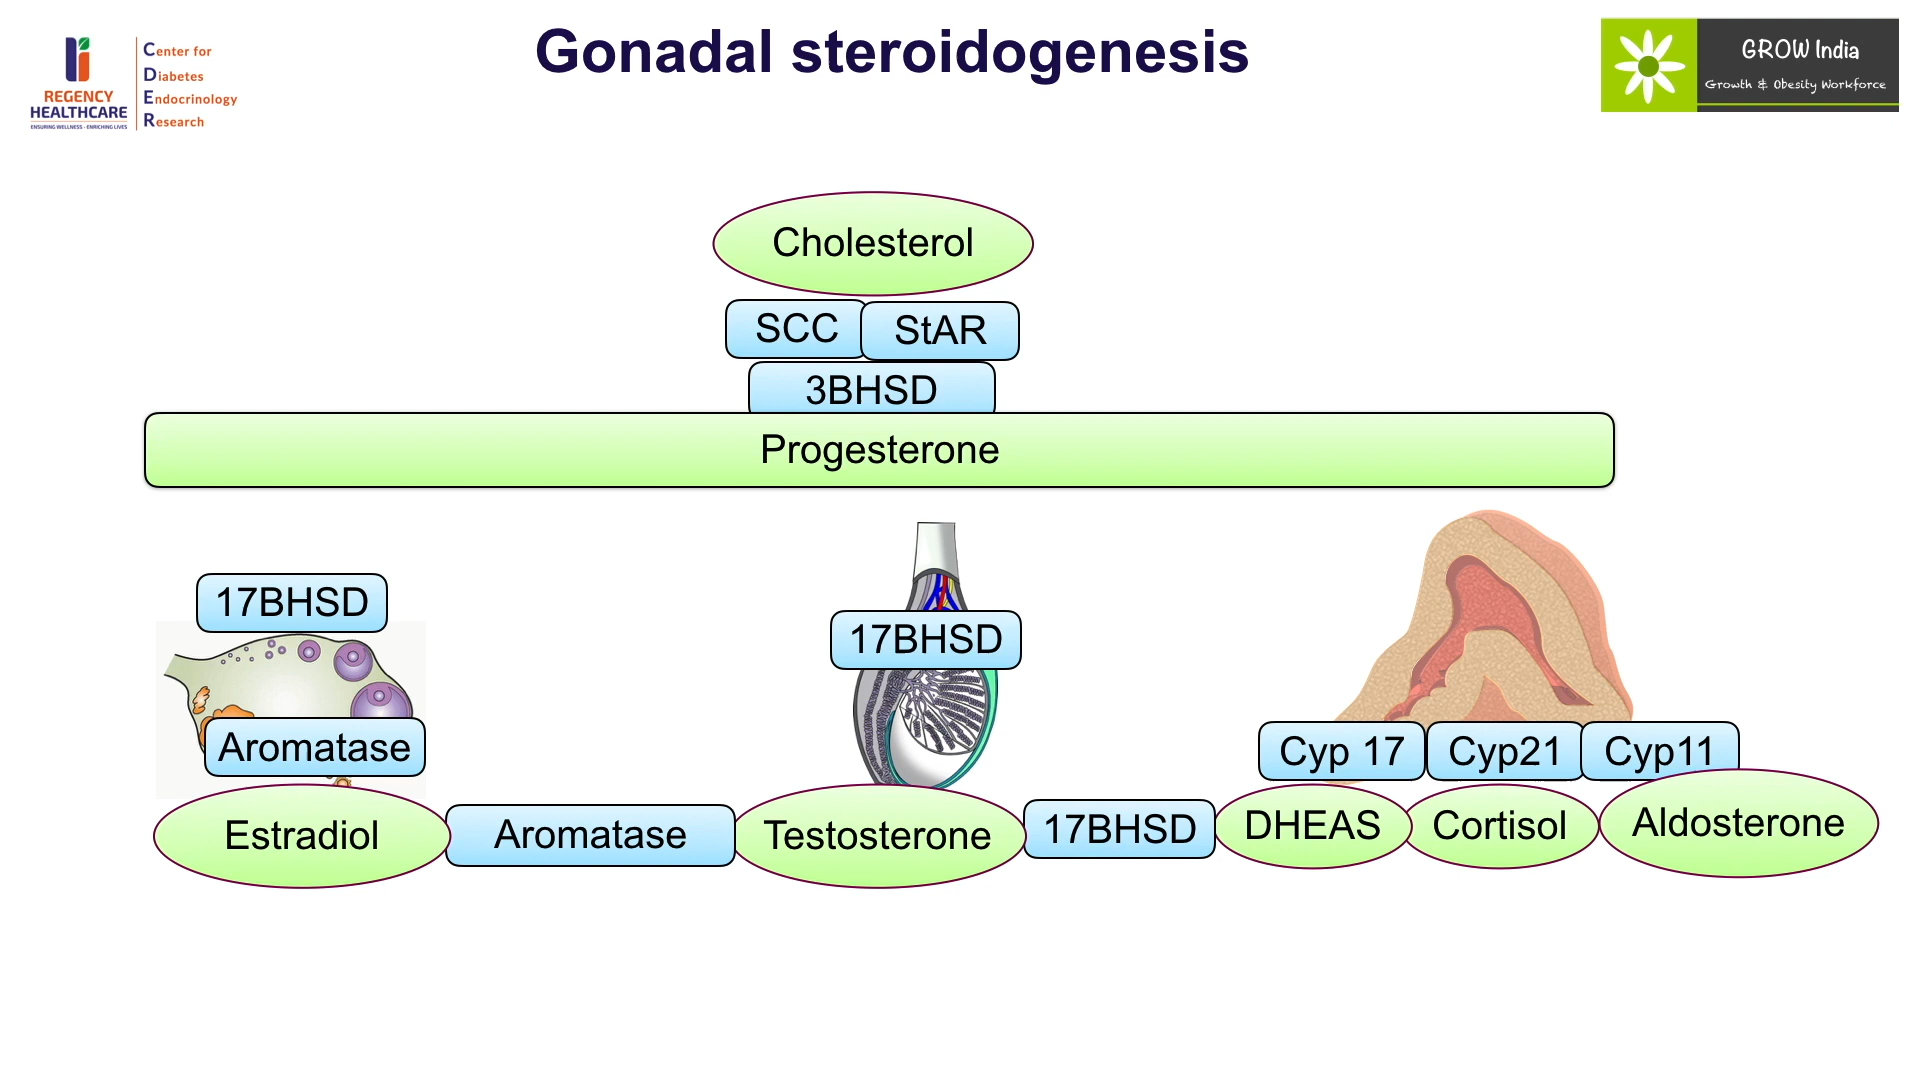 Gonadal steroidogenesis
REGENCY
HEALTHCARE
ENSURING WELLNESS - ENRICHING LIVES
Center for
Diabetes
Endocrinology
Research
GROW India
Growth & Obesity Workforce
Cholesterol
SCC StAR
3BHSD
Progesterone
17BHSD
17BHSD
Aromatase
Cyp 17 Cyp21 Cyp11
Estradiol Aromatase Testosterone 17BHSD DHEAS Cortisol Aldosterone